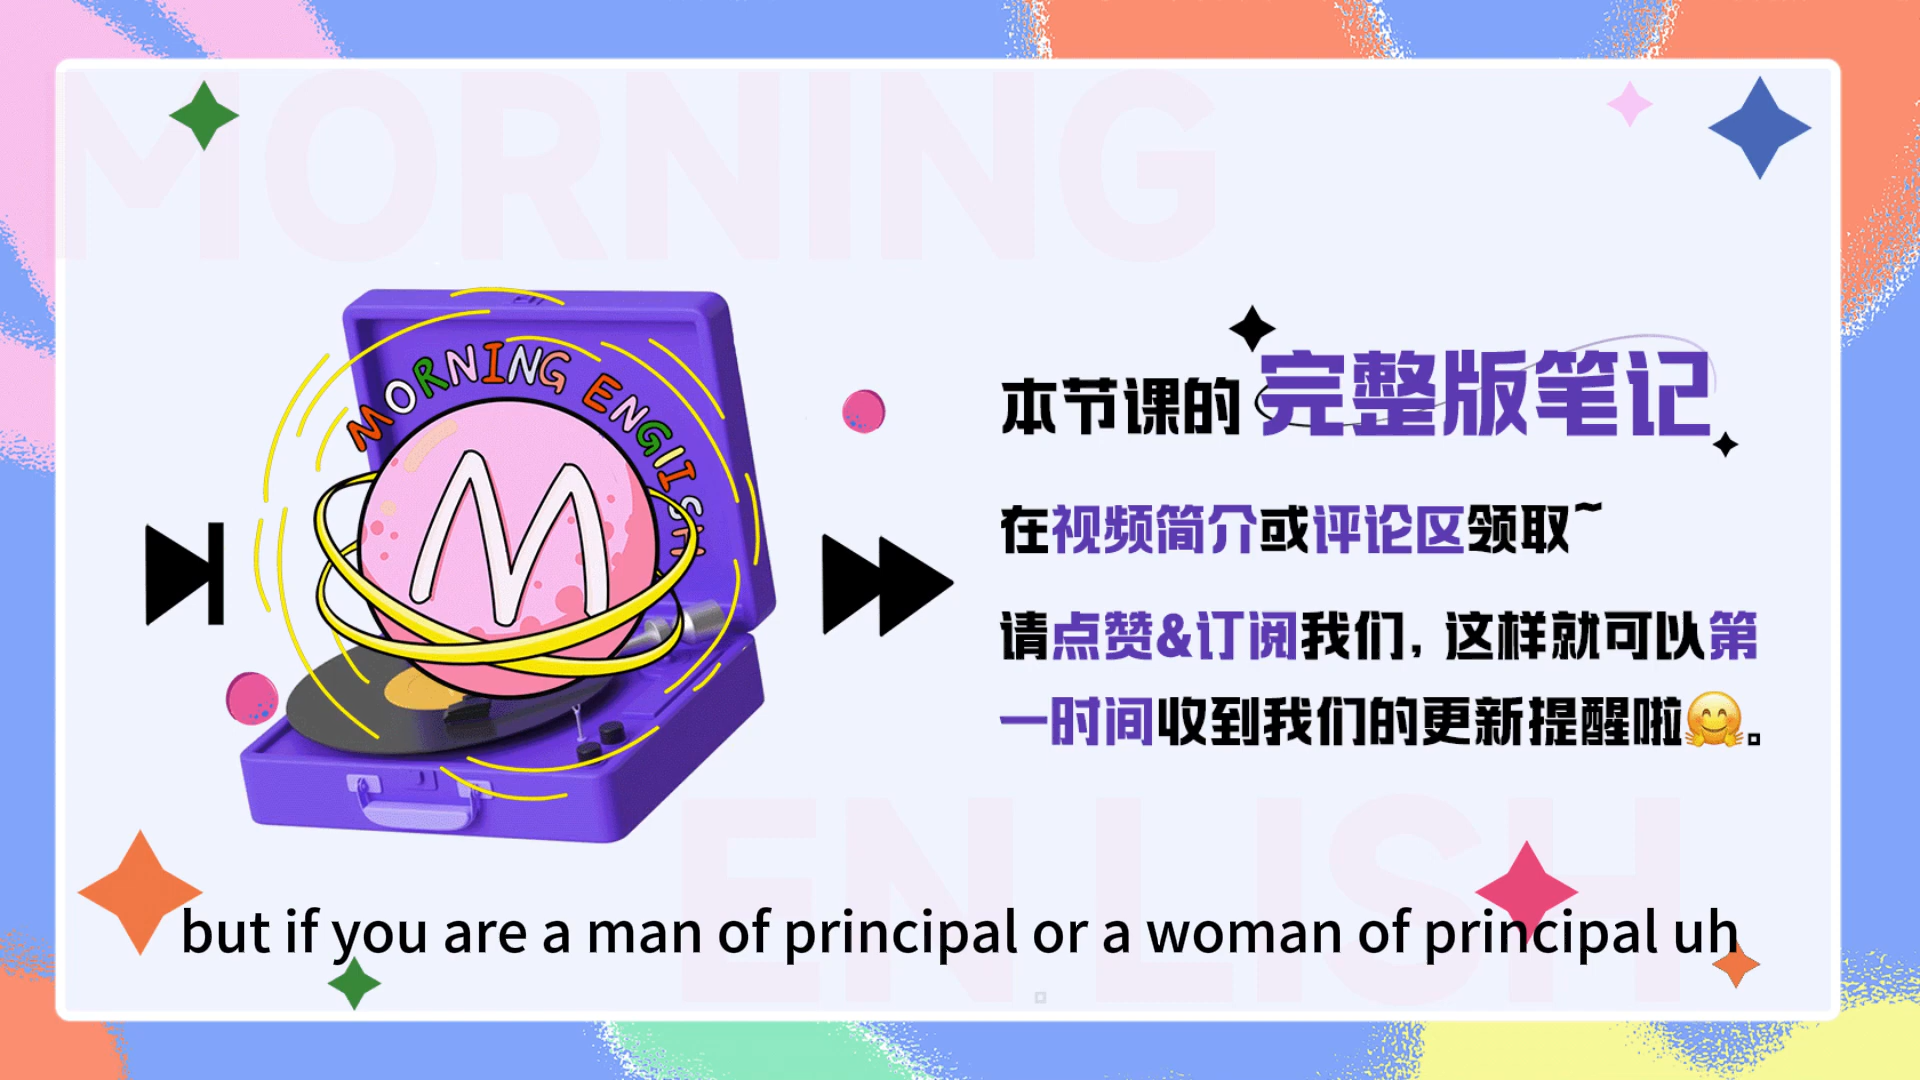 MORNING
MORNING ENGLISH
M
本节课的完整版笔记
在视频简介或评论区领取~
请点赞&订阅我们，这样就可以第
一时间收到我们的更新提醒啦🤗。
EN LISH
but if you are a man of principal or a woman of principal uh